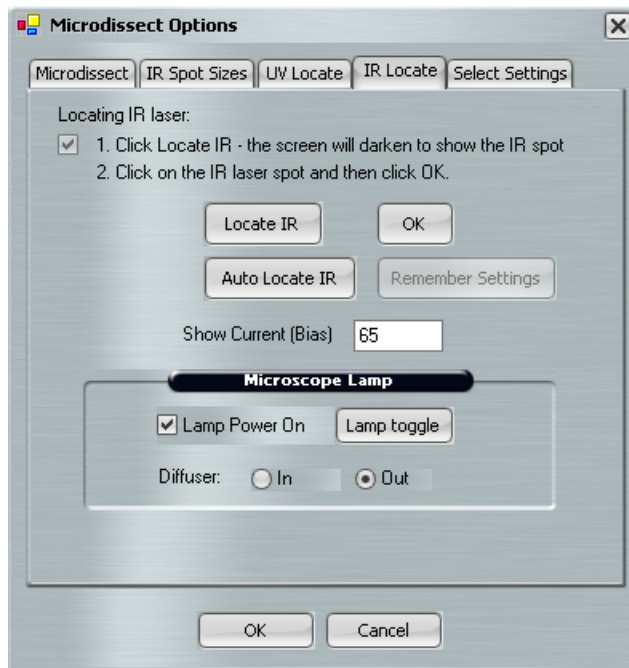 Microdissect Options
Microdissect IR Spot Sizes UV Locate IR Locate Select Settings
Locating IR laser:
1. Click Locate IR - the screen will darken to show the IR spot
2. Click on the IR laser spot and then click OK.
Locate IR OK
Auto Locate IR Remember Settings
Show Current (Bias) 65
Microscope Lamp
Lamp Power On Lamp toggle
Diffuser: In Out
OK Cancel